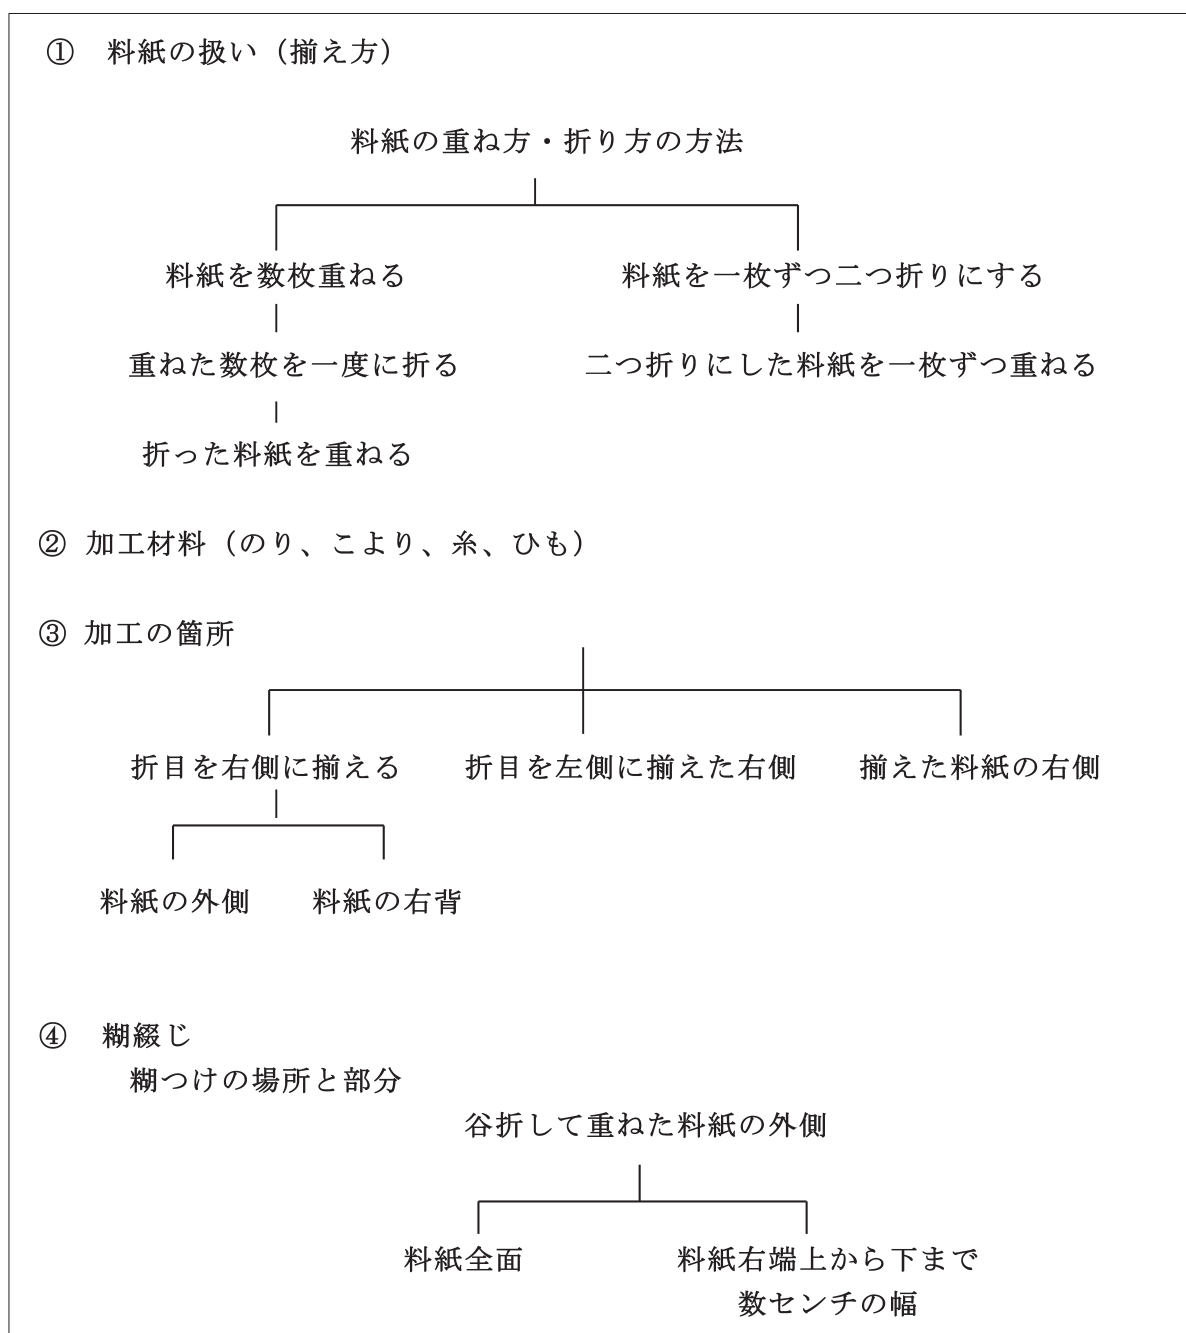 ① 料紙の扱い（揃え方）
料紙の重ね方・折り方の方法
料紙を数枚重ねる 料紙を一枚ずつ二つ折りにする
重ねた数枚を一度に折る 二つ折りにした料紙を一枚ずつ重ねる
折った料紙を重ねる
② 加工材料（のり、こより、糸、ひも）
③ 加工の箇所
折目を右側に揃える 折目を左側に揃えた右側 揃えた料紙の右側
料紙の外側 料紙の右背
④ 糊綴じ
糊つけの場所と部分
谷折して重ねた料紙の外側
料紙全面 料紙右端上から下まで
数センチの幅